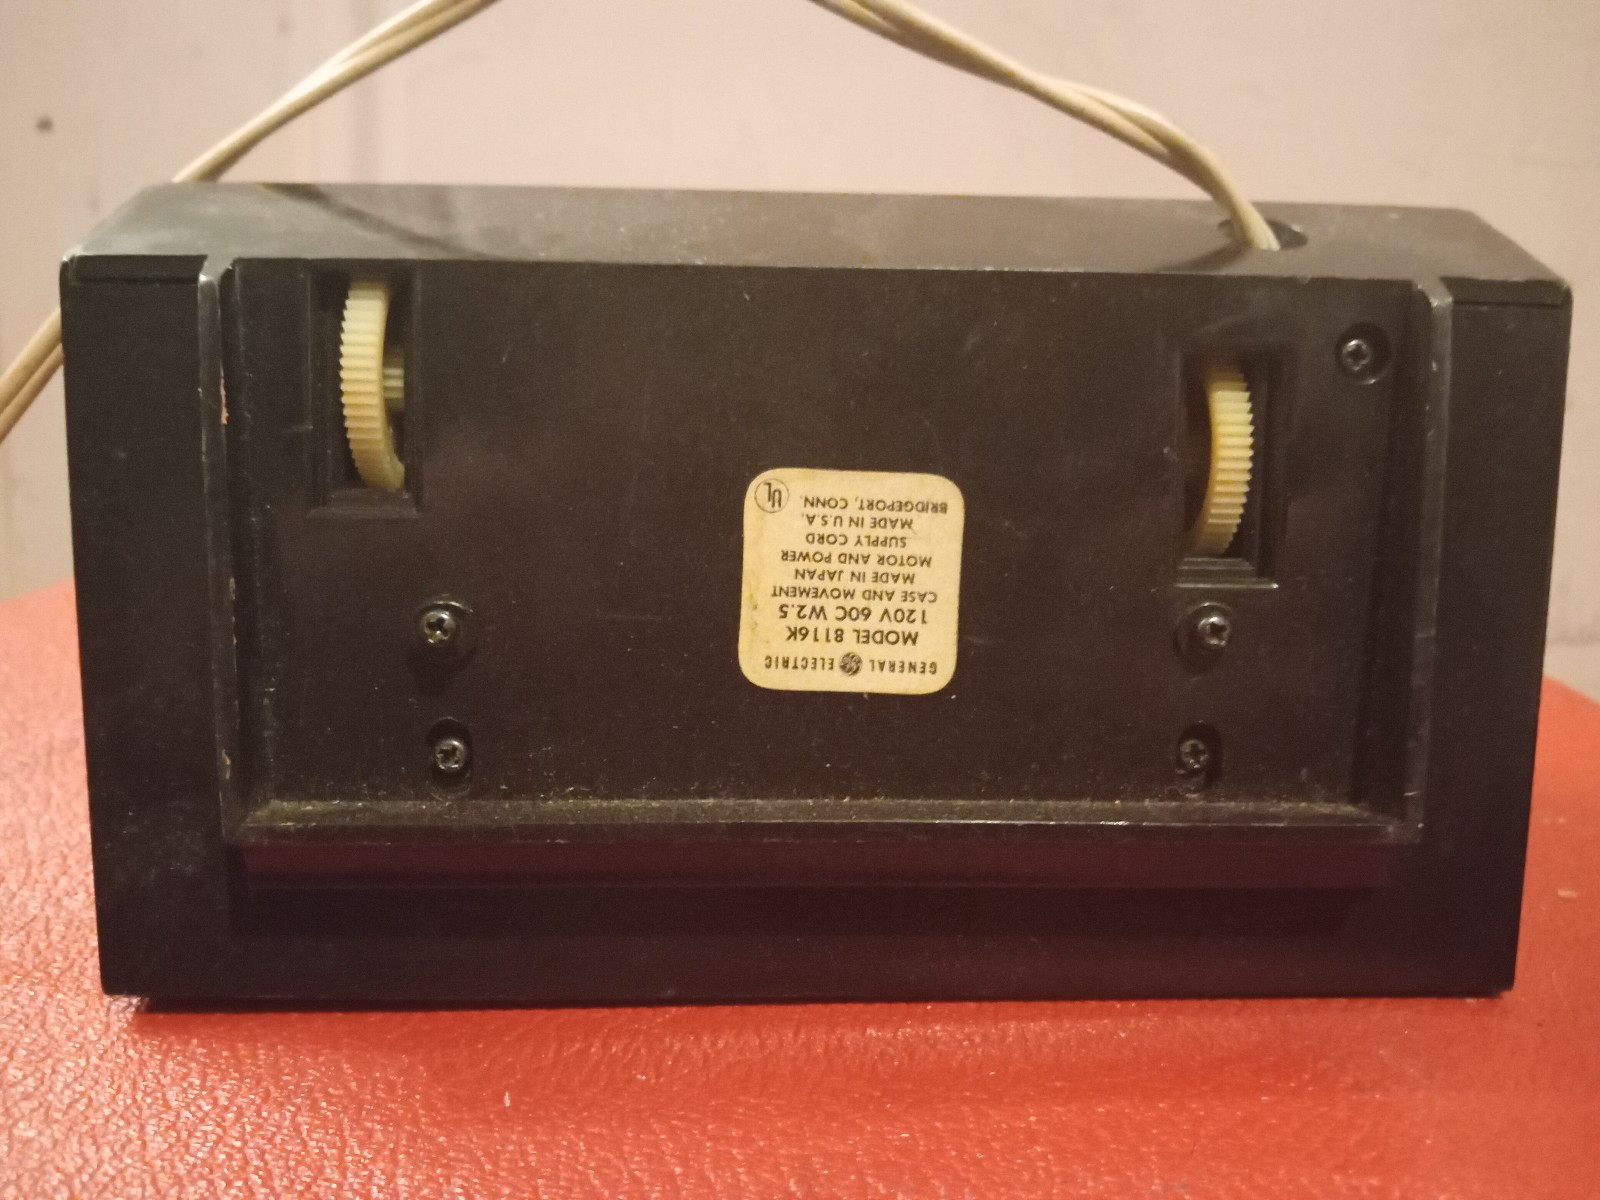 GENERAL GE ELECTRIC
MODEL 8116K
120V 60C W2.5
CASE AND MOVEMENT
MADE IN JAPAN
MOTOR AND POWER
SUPPLY CORD
MADE IN U.S.A.
BRIDGEPORT, CONN.
UL